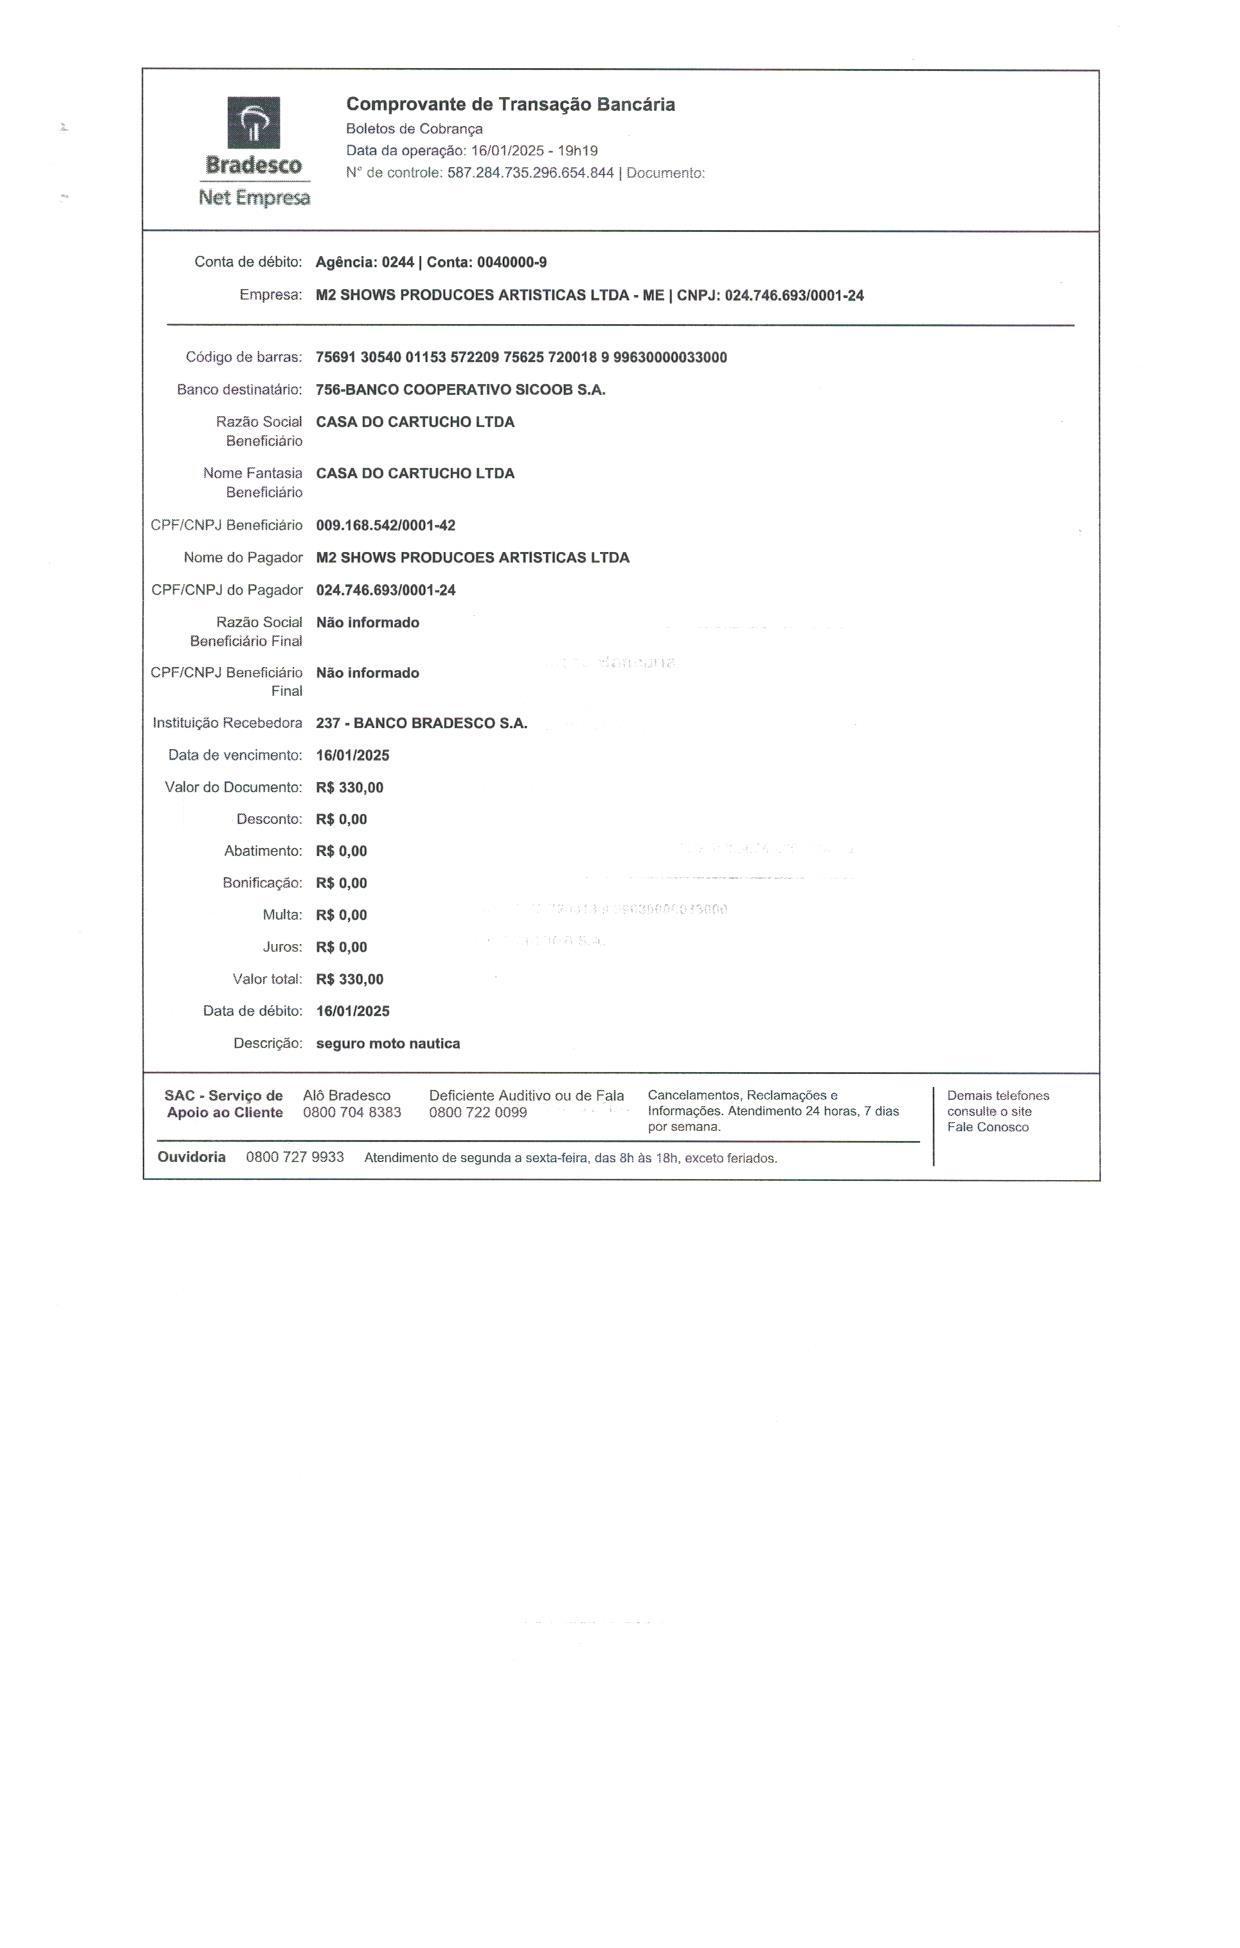 Bradesco
Net Empresa
Comprovante de Transação Bancária
Boletos de Cobrança
Data da operação: 16/01/2025 - 19h19
N° de controle: 587.284.735.296.654.844 | Documento:
Conta de débito: Agência: 0244 | Conta: 0040000-9
Empresa: M2 SHOWS PRODUCOES ARTISTICAS LTDA - ME | CNPJ: 024.746.693/0001-24
Código de barras: 75691 30540 01153 572209 75625 720018 9 99630000033000
Banco destinatário: 756-BANCO COOPERATIVO SICOOB S.A.
Razão Social CASA DO CARTUCHO LTDA
Beneficiário
Nome Fantasia CASA DO CARTUCHO LTDA
Beneficiário
CPF/CNPJ Beneficiário 009.168.542/0001-42
Nome do Pagador M2 SHOWS PRODUCOES ARTISTICAS LTDA
CPF/CNPJ do Pagador 024.746.693/0001-24
Razão Social Não informado
Beneficiário Final
CPF/CNPJ Beneficiário Não informado
Final
Instituição Recebedora 237 - BANCO BRADESCO S.A.
Data de vencimento: 16/01/2025
Valor do Documento: R$ 330,00
Desconto: R$ 0,00
Abatimento: R$ 0,00
Bonificação: R$ 0,00
Multa: R$ 0,00
Juros: R$ 0,00
Valor total: R$ 330,00
Data de débito: 16/01/2025
Descrição: seguro moto nautica
SAC - Serviço de
Apoio ao Cliente
Alô Bradesco
0800 704 8383
Deficiente Auditivo ou de Fala
0800 722 0099
Cancelamentos, Reclamações e
Informações. Atendimento 24 horas, 7 dias
por semana.
Demais telefones
consulte o site
Fale Conosco
Ouvidoria 0800 727 9933 Atendimento de segunda a sexta-feira, das 8h às 18h, exceto feriados.